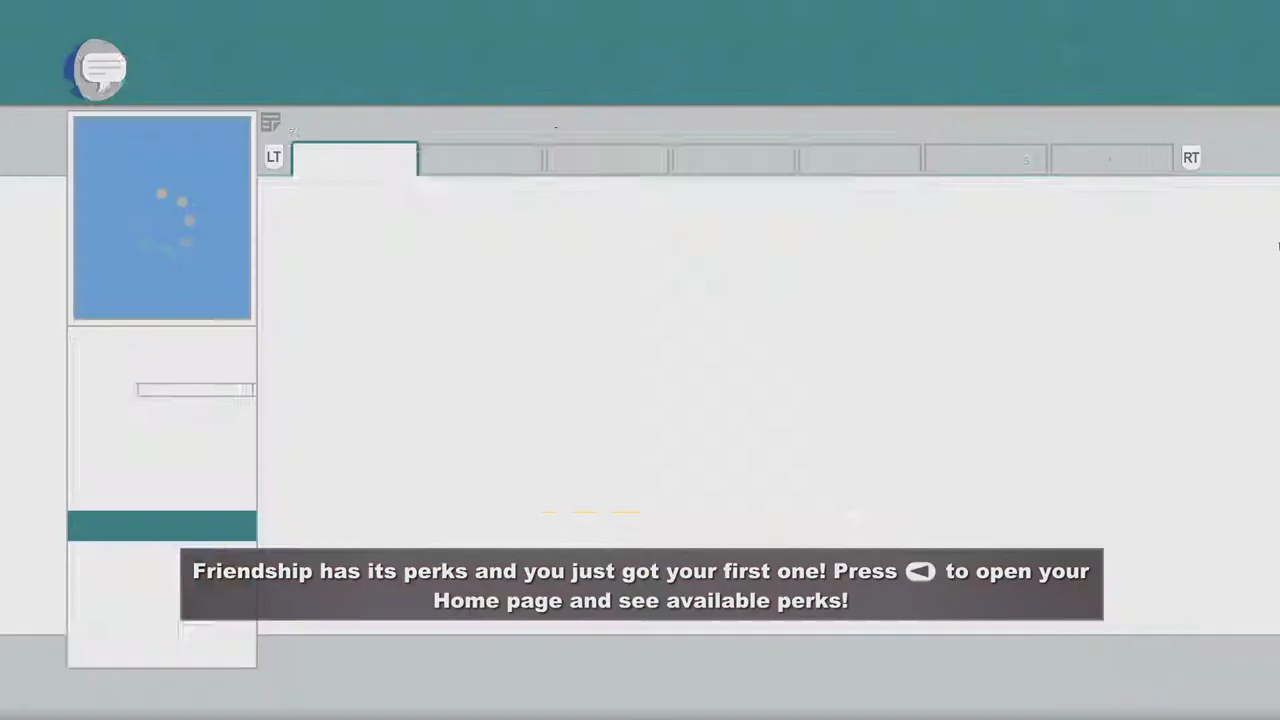 LT
RT
Friendship has its perks and you just got your first one! Press to open your
Home page and see available perks!